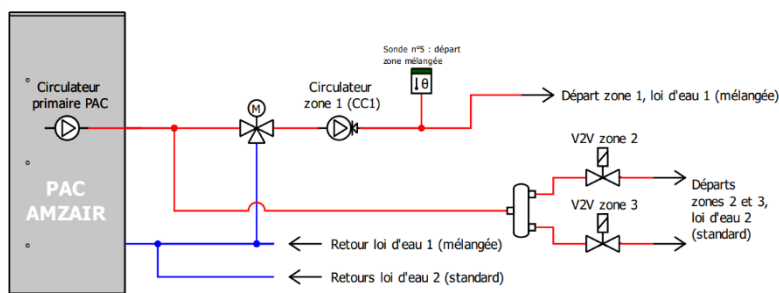 Sonde n°5 : départ
zone mélangée
Circulateur
primaire PAC
Circulateur
zone 1 (CC1)
M
θ
Départ zone 1, loi d'eau 1 (mélangée)
V2V zone 2
PAC
AMZAIR
Départs
zones 2 et 3,
loi d'eau 2
(standard)
V2V zone 3
Retour loi d'eau 1 (mélangée)
Retours loi d'eau 2 (standard)